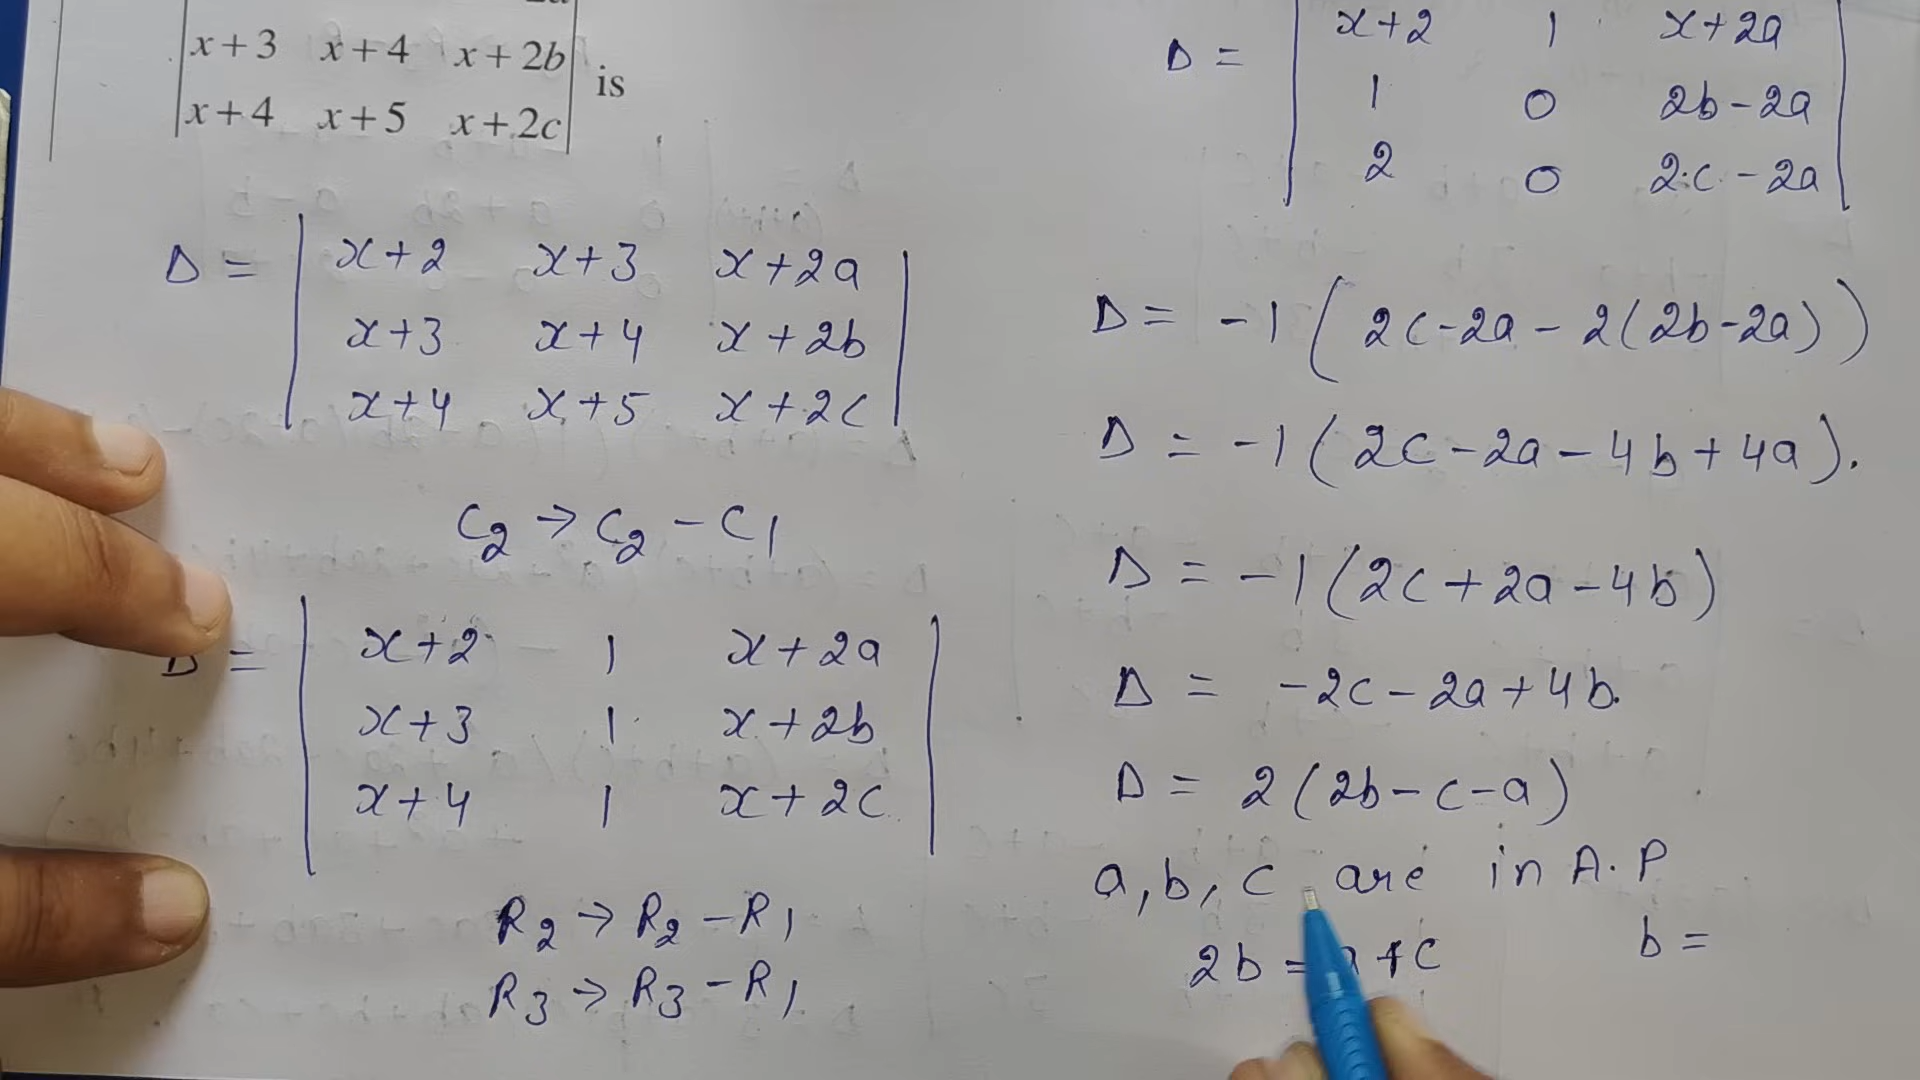 x+3 x+4 x+2b
is
x+4 x+5 x+2c
Δ = | x+2 x+3 x+2a |
| x+3 x+4 x+2b |
| x+4 x+5 x+2c |
C2 → C2 - C1
Δ = | x+2 1 x+2a |
| x+3 1 x+2b |
| x+4 1 x+2c |
R2 → R2 - R1
R3 → R3 - R1
Δ = | x+2 1 x+2a |
| 1 0 2b-2a |
| 2 0 2c-2a |
Δ = -1 ( 2c-2a - 2(2b-2a) )
Δ = -1 ( 2c-2a-4b+4a ).
Δ = -1 ( 2c+2a-4b )
Δ = -2c-2a+4b.
Δ = 2 ( 2b-c-a )
a, b, c are in A.P
2b = a+c b =